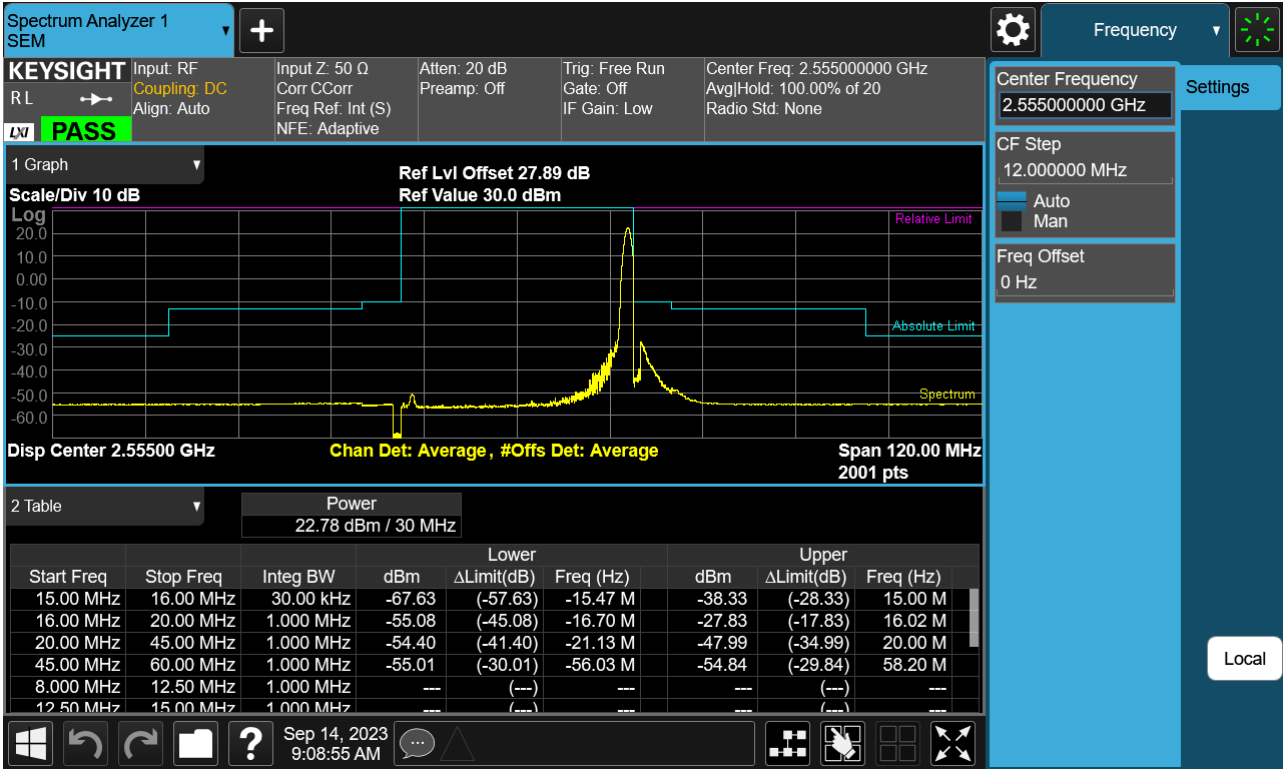 Spectrum Analyzer 1
SEM
Frequency
KEYSIGHT
RL
LXI PASS
Input: RF
Coupling: DC
Align: Auto
Input Z: 50 Ω
Corr CCorr
Freq Ref: Int (S)
NFE: Adaptive
Atten: 20 dB
Preamp: Off
Trig: Free Run
Gate: Off
IF Gain: Low
Center Freq: 2.555000000 GHz
Avg|Hold: 100.00% of 20
Radio Std: None
Center Frequency
2.555000000 GHz
Settings
CF Step
12.000000 MHz
Auto
Man
Freq Offset
0 Hz
1 Graph
Scale/Div 10 dB
Ref Lvl Offset 27.89 dB
Ref Value 30.0 dBm
Log
20.0
10.0
0.00
-10.0
-20.0
-30.0
-40.0
-50.0
-60.0
Relative Limit
Absolute Limit
Spectrum
Disp Center 2.55500 GHz
Chan Det: Average , #Offs Det: Average
Span 120.00 MHz
2001 pts
2 Table
Power
22.78 dBm / 30 MHz
Lower Upper
Start Freq Stop Freq Integ BW dBm ΔLimit(dB) Freq (Hz) dBm ΔLimit(dB) Freq (Hz)
15.00 MHz 16.00 MHz 30.00 kHz -67.63 (-57.63) -15.47 M -38.33 (-28.33) 15.00 M
16.00 MHz 20.00 MHz 1.000 MHz -55.08 (-45.08) -16.70 M -27.83 (-17.83) 16.02 M
20.00 MHz 45.00 MHz 1.000 MHz -54.40 (-41.40) -21.13 M -47.99 (-34.99) 20.00 M
45.00 MHz 60.00 MHz 1.000 MHz -55.01 (-30.01) -56.03 M -54.84 (-29.84) 58.20 M
8.000 MHz 12.50 MHz 1.000 MHz --- (---) --- --- (---) ---
12.50 MHz 15.00 MHz 1.000 MHz --- (---) --- --- (---) ---
Local
Sep 14, 2023
9:08:55 AM